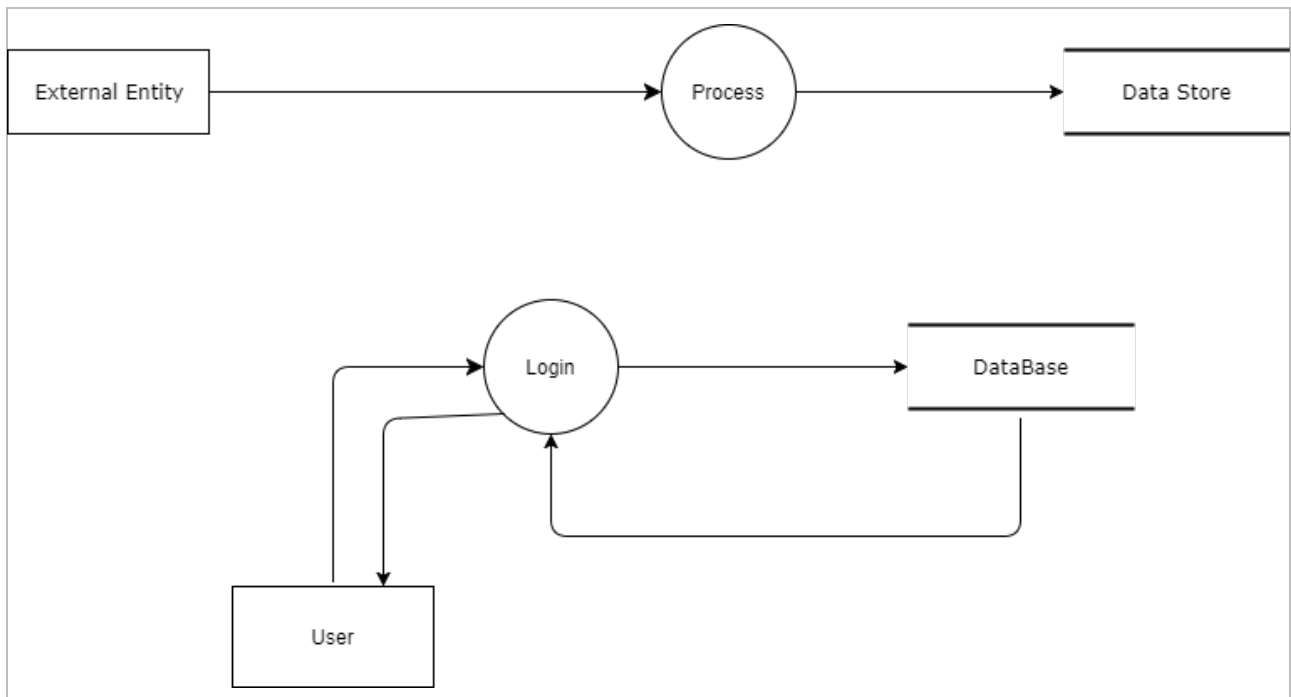 External Entity
Process
Data Store
Login
DataBase
User